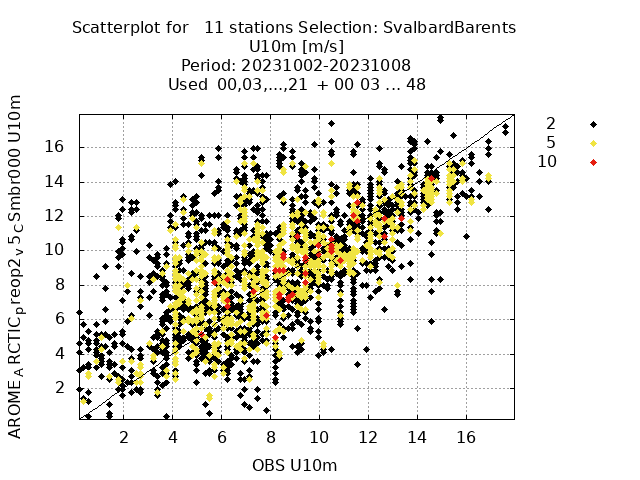 Scatterplot for   11 stations Selection: SvalbardBarents
U10m [m/s]
Period: 20231002-20231008
Used  00,03,...,21  + 00 03 ... 48
2
5
10
16
14
12
10
8
6
4
2
2 4 6 8 10 12 14 16
OBS U10m
AROME_ARCTIC_preop2_v5_CSmbr000 U10m